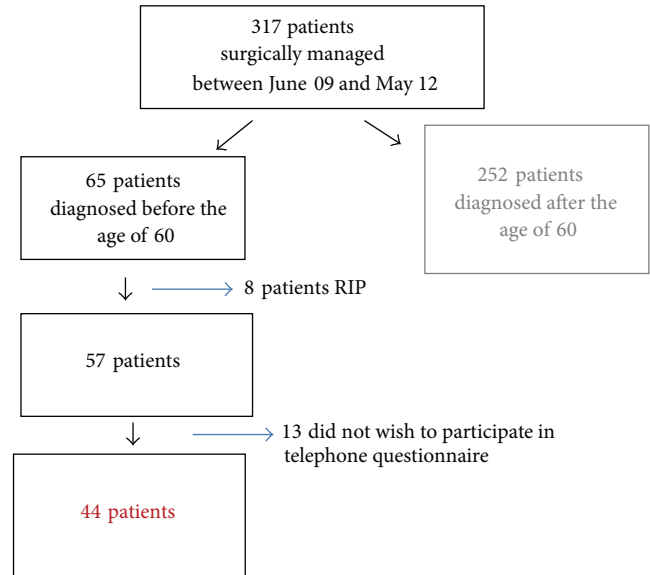 317 patients
surgically managed
between June 09 and May 12
65 patients
diagnosed before the
age of 60
252 patients
diagnosed after the
age of 60
8 patients RIP
57 patients
13 did not wish to participate in
telephone questionnaire
44 patients